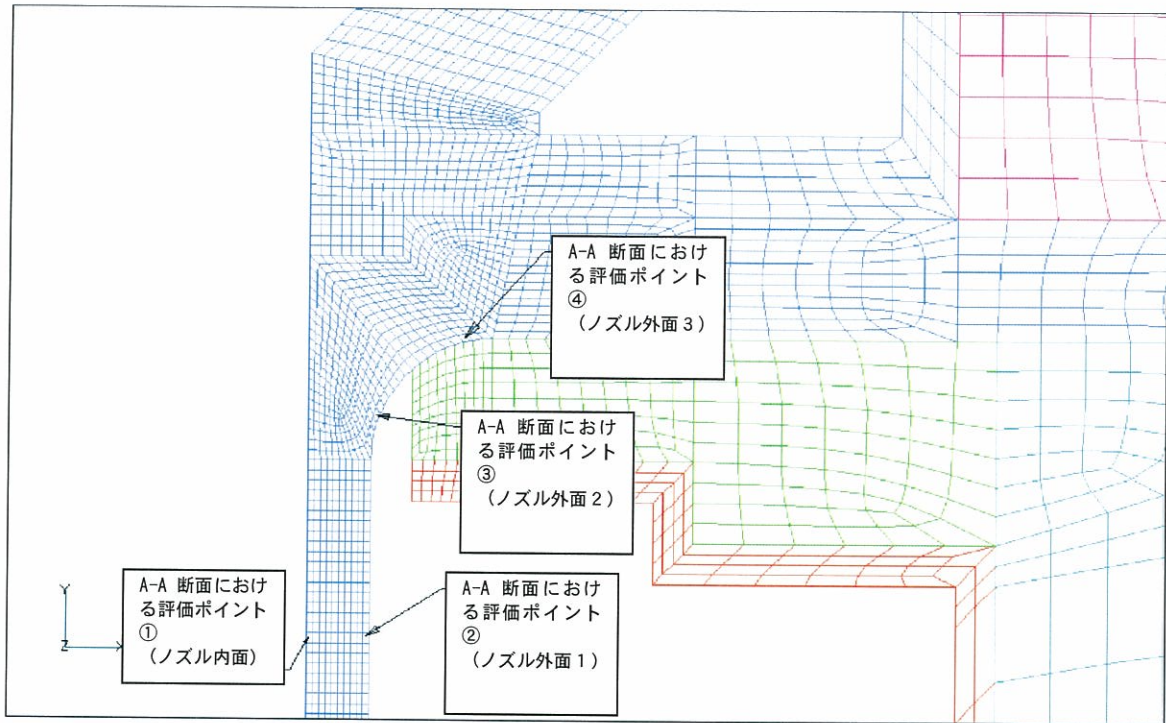 A-A 断面におけ
る評価ポイント
④
(ノズル外面3)
A-A 断面におけ
る評価ポイント
③
(ノズル外面2)
A-A 断面におけ
る評価ポイント
①
(ノズル内面)
A-A 断面におけ
る評価ポイント
②
(ノズル外面1)
Y
Z
X